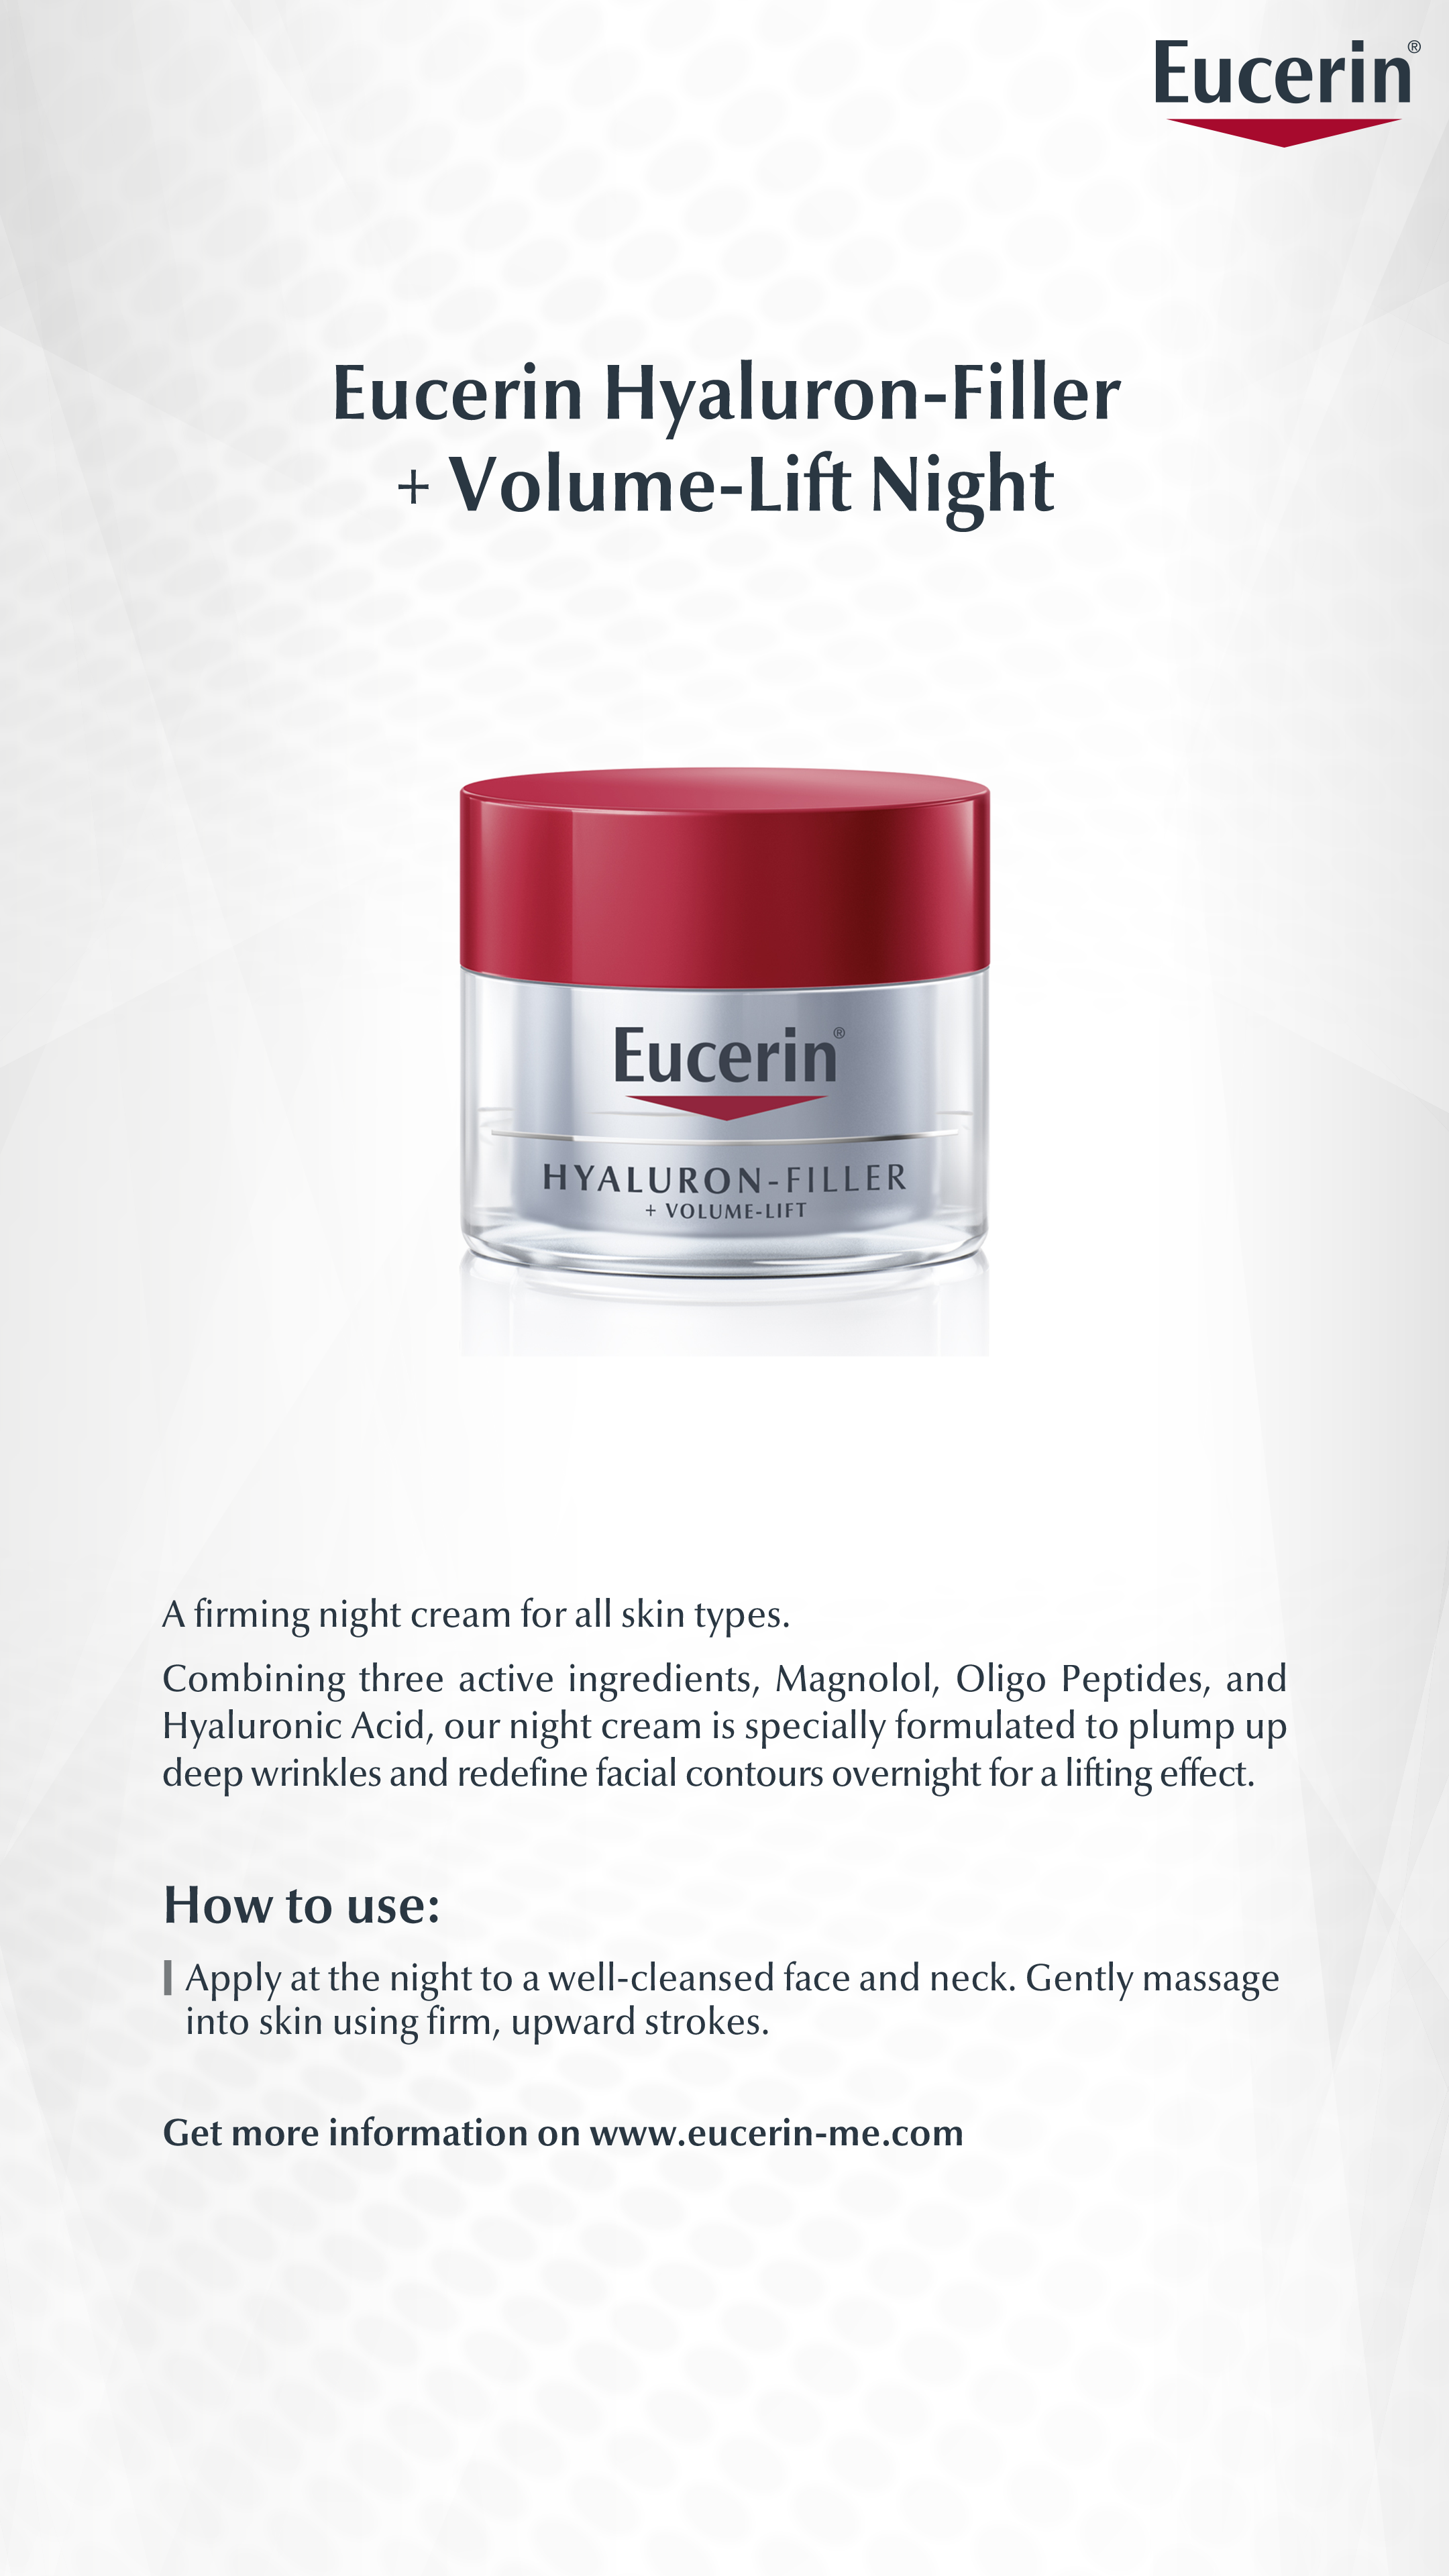 Eucerin®
Eucerin Hyaluron-Filler
+ Volume-Lift Night
Eucerin®
HYALURON-FILLER
+ VOLUME-LIFT
A firming night cream for all skin types.
Combining three active ingredients, Magnolol, Oligo Peptides, and
Hyaluronic Acid, our night cream is specially formulated to plump up
deep wrinkles and redefine facial contours overnight for a lifting effect.
How to use:
Apply at the night to a well-cleansed face and neck. Gently massage
into skin using firm, upward strokes.
Get more information on www.eucerin-me.com